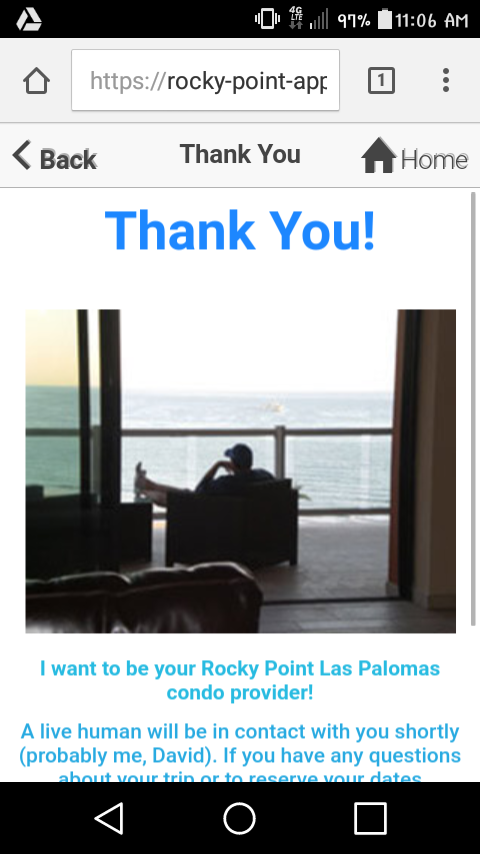 4G
LTE
97%
11:06 AM
https://rocky-point-app
1
Back
Thank You
Home
Thank You!
I want to be your Rocky Point Las Palomas
condo provider!
A live human will be in contact with you shortly
(probably me, David). If you have any questions
about your trip or to reserve your dates